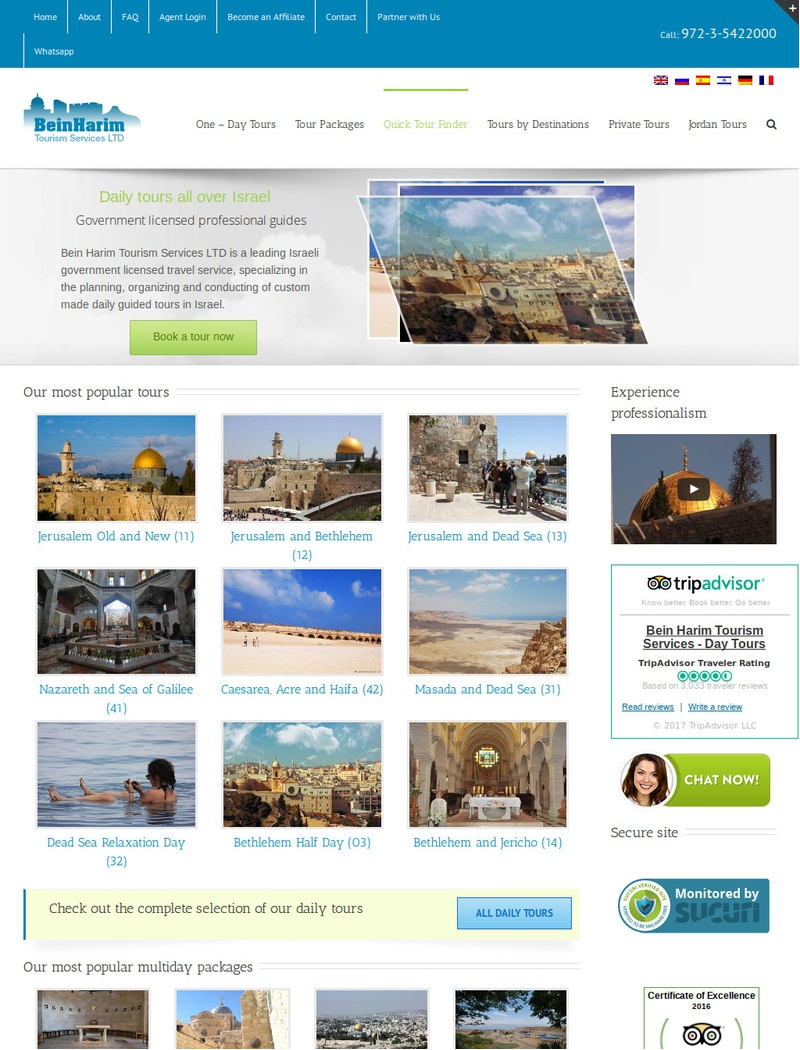 Home
About
FAQ
Agent Login
Become an Affiliate
Contact
Partner with Us
Whatsapp
Call: 972-3-5422000
+
BeinHarim
Tourism Services LTD
One – Day Tours
Tour Packages
Quick Tour Finder
Tours by Destinations
Private Tours
Jordan Tours
Daily tours all over Israel
Government licensed professional guides
Bein Harim Tourism Services LTD is a leading Israeli
government licensed travel service, specializing in
the planning, organizing and conducting of custom
made daily guided tours in Israel.
Book a tour now
Our most popular tours
Jerusalem Old and New (11)
Jerusalem and Bethlehem
(12)
Jerusalem and Dead Sea (13)
Nazareth and Sea of Galilee
(41)
Caesarea, Acre and Haifa (42)
Masada and Dead Sea (31)
Dead Sea Relaxation Day
(32)
Bethlehem Half Day (03)
Bethlehem and Jericho (14)
Check out the complete selection of our daily tours
ALL DAILY TOURS
Our most popular multiday packages
Experience
professionalism
tripadvisor
Know better. Book better. Go better.
Bein Harim Tourism
Services - Day Tours
TripAdvisor Traveler Rating
Based on 3,033 traveler reviews
Read reviews | Write a review
© 2017 TripAdvisor LLC
CHAT NOW!
Secure site
Monitored by
sucuri
Certificate of Excellence
2016